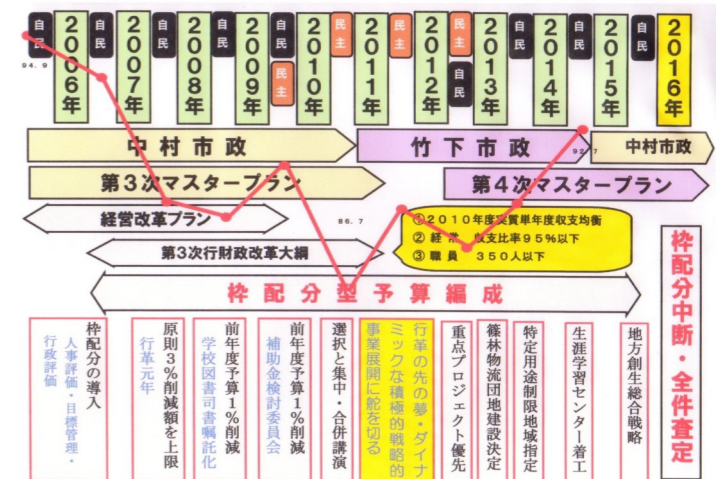 自民
2006年
自民
2007年
自民
2008年
自民
2009年
自民
民主
2010年
民主
2011年
民主
2012年
民主
自民
2013年
自民
2014年
自民
2015年
自民
2016年
94.9
中村市政
竹下市政
92.7
中村市政
第3次マスタープラン
第4次マスタープラン
経営改革プラン
86.7
①2010年度実質単年度収支均衡
② 経常 収支比率95%以下
③ 職員 350人以下
第3次行財政改革大綱
枠配分型予算編成
枠配分中断・全件査定
枠配分の導入
人事評価・目標管理・
行政評価
原則3%削減額を上限
行革元年
前年度予算1%削減
学校図書司書嘱託化
前年度予算1%削減
補助金検討委員会
選択と集中・合併講演
行革の先の夢・ダイナ
ミックな積極的戦略的
事業展開に舵を切る
重点プロジェクト優先
篠林物流団地建設決定
特定用途制限地域指定
生涯学習センター着工
地方創生総合戦略